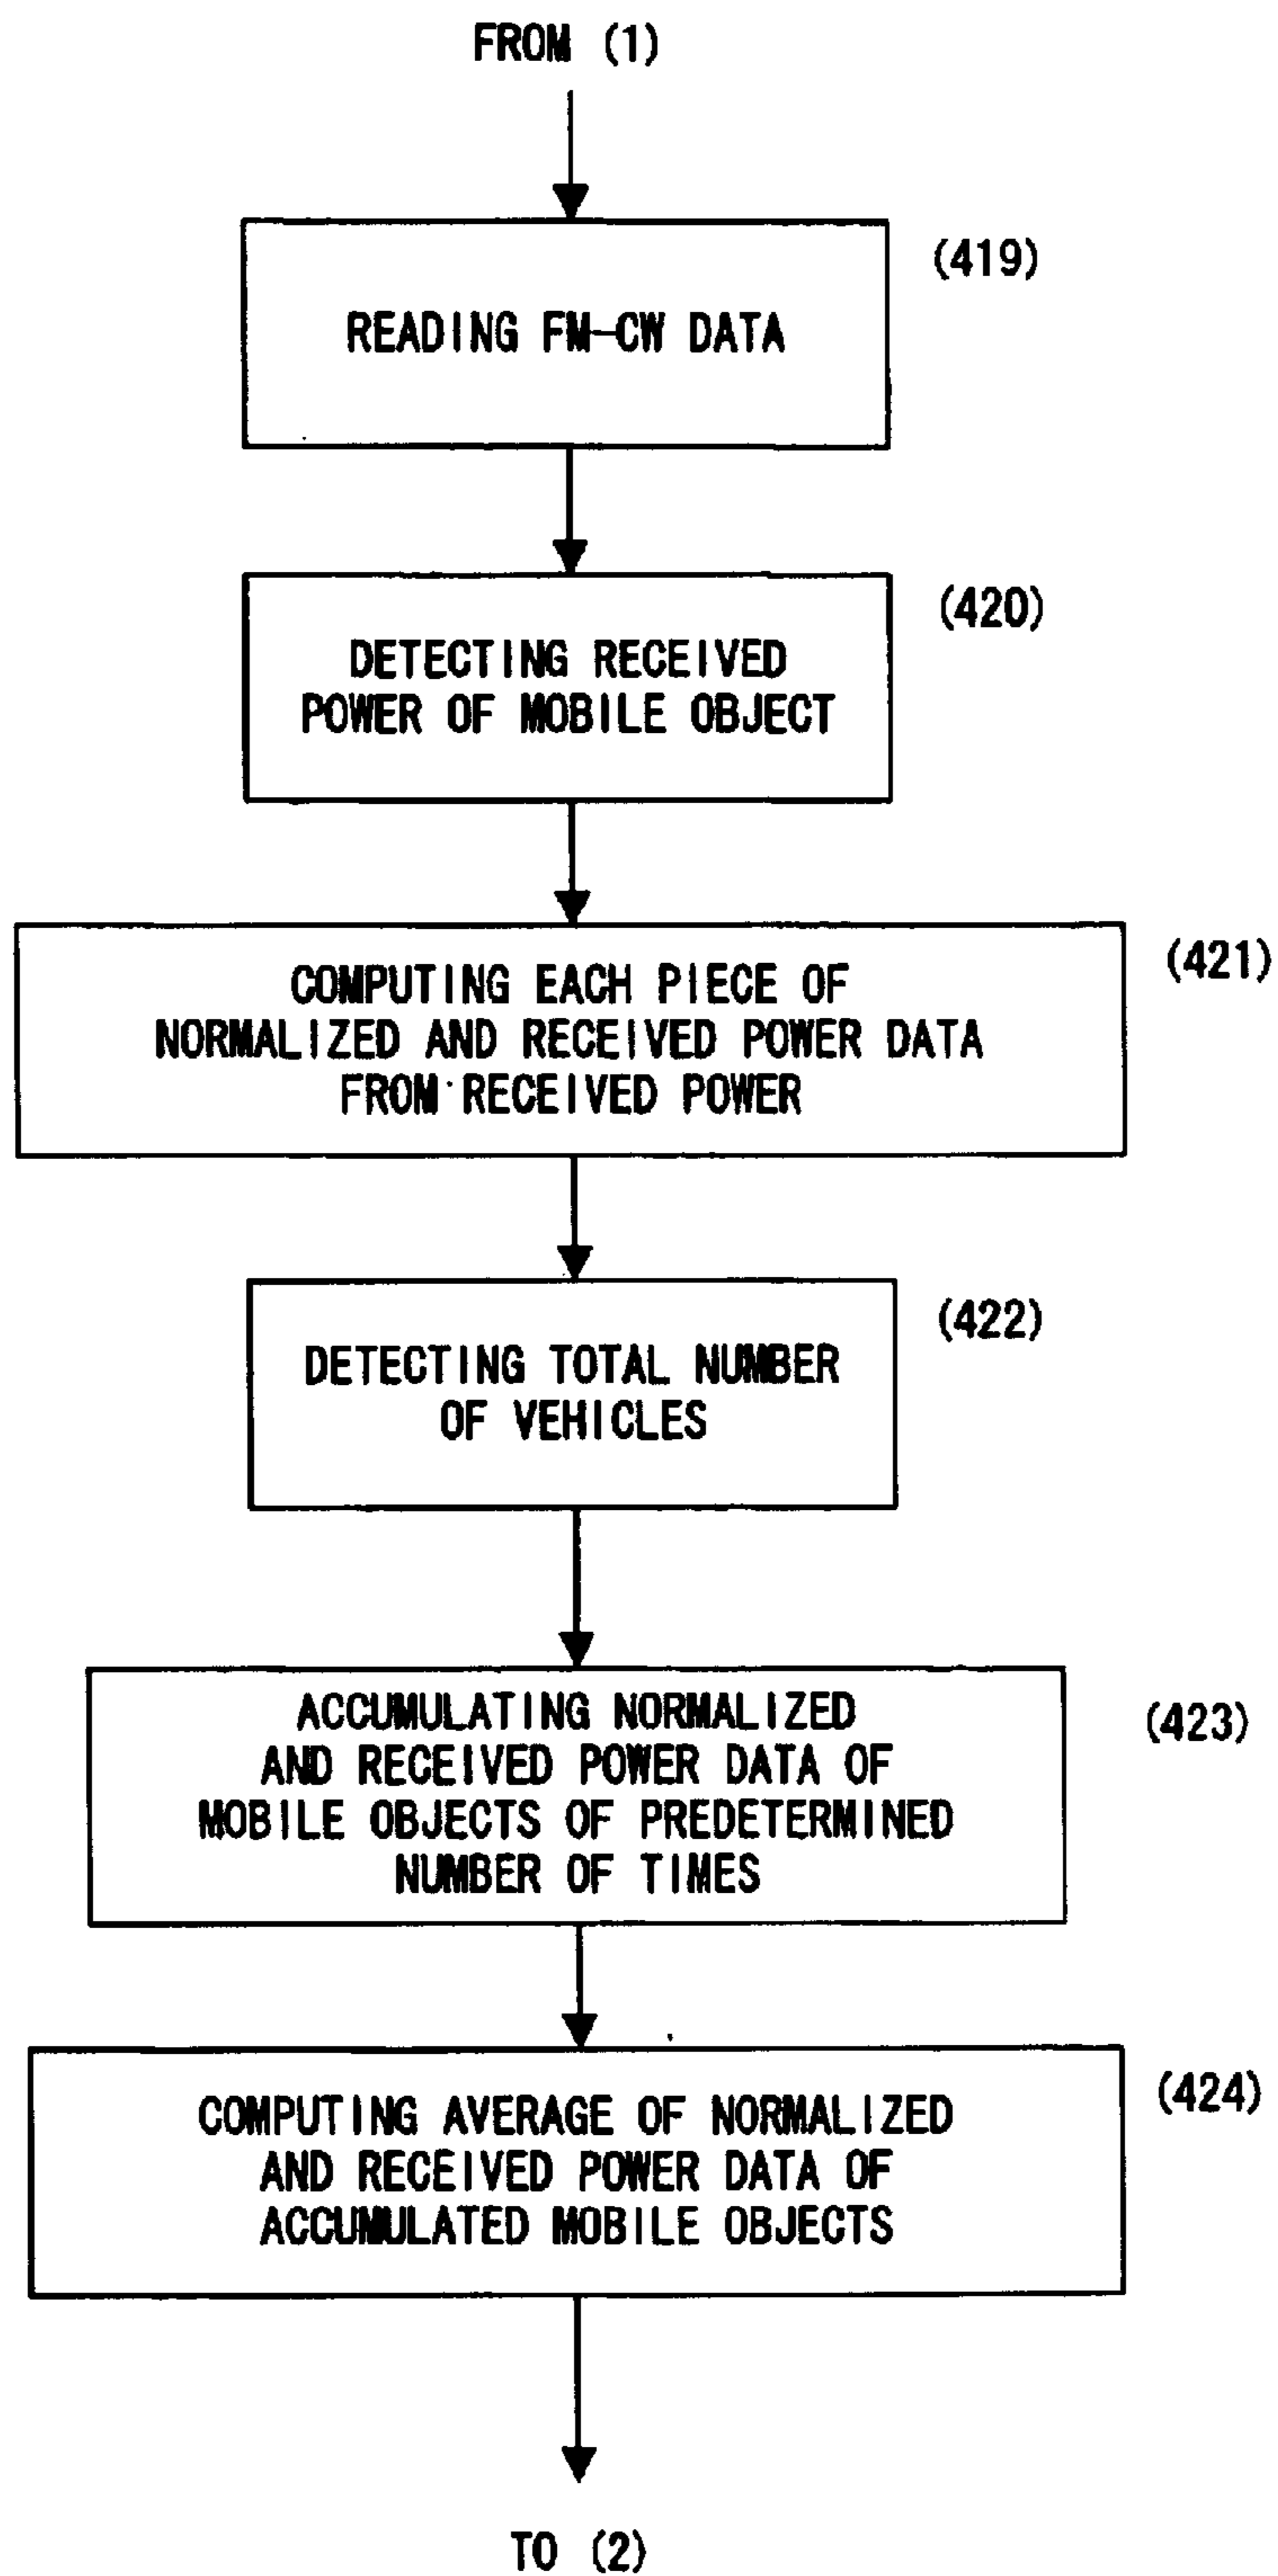 FROM (1)
(419)
READING FM-CW DATA
(420)
DETECTING RECEIVED
POWER OF MOBILE OBJECT
(421)
COMPUTING EACH PIECE OF
NORMALIZED AND RECEIVED POWER DATA
FROM RECEIVED POWER
(422)
DETECTING TOTAL NUMBER
OF VEHICLES
(423)
ACCUMULATING NORMALIZED
AND RECEIVED POWER DATA OF
MOBILE OBJECTS OF PREDETERMINED
NUMBER OF TIMES
(424)
COMPUTING AVERAGE OF NORMALIZED
AND RECEIVED POWER DATA OF
ACCUMULATED MOBILE OBJECTS
TO (2)